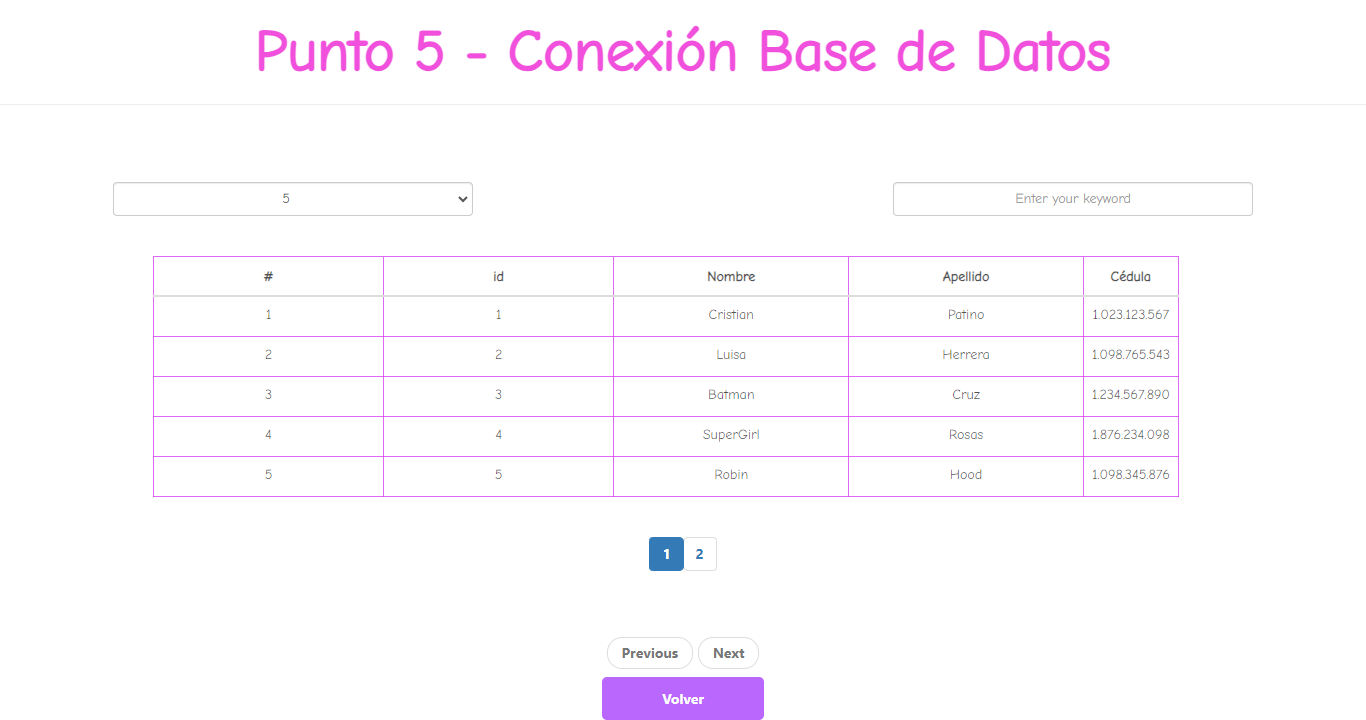 Punto 5 - Conexión Base de Datos
5 Enter your keyword
# id Nombre Apellido Cédula
1 1 Cristian Patino 1.023.123.567
2 2 Luisa Herrera 1.098.765.543
3 3 Batman Cruz 1.234.567.890
4 4 SuperGirl Rosas 1.876.234.098
5 5 Robin Hood 1.098.345.876
1 2
Previous Next
Volver